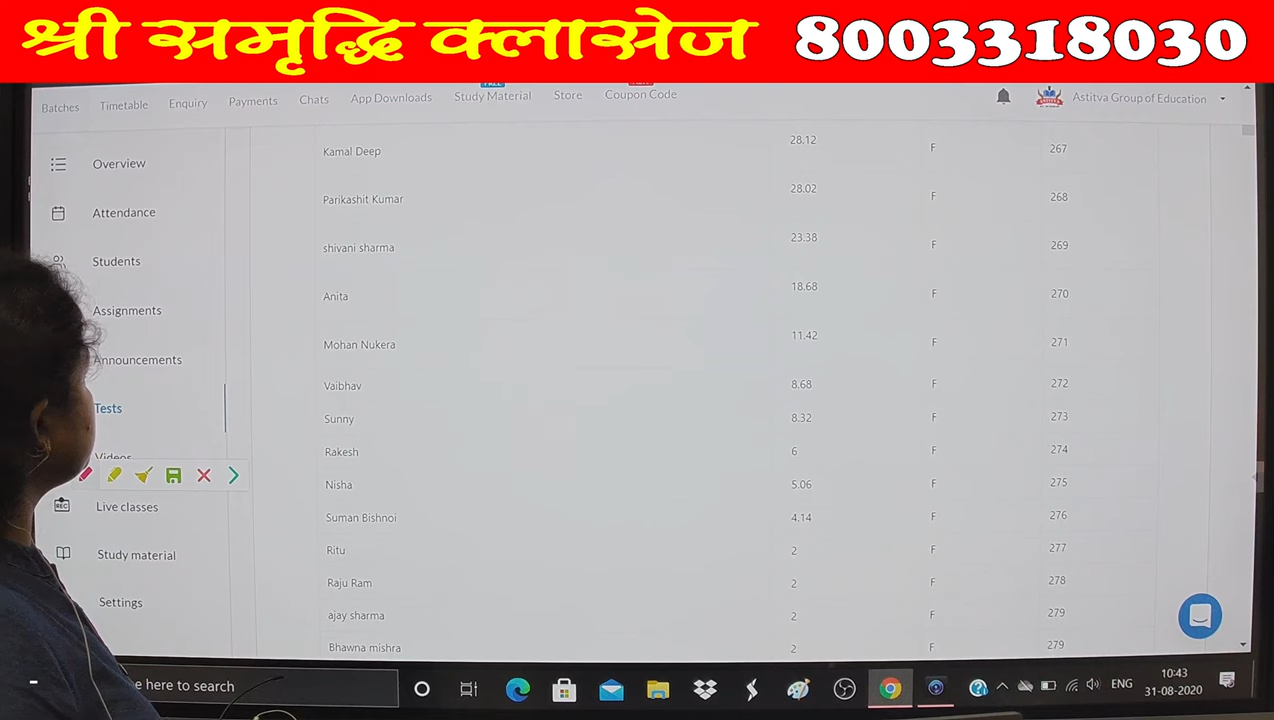 श्री समृद्धि क्लासेज 8003318030
Batches Timetable Enquiry Payments Chats App Downloads Study Material Store Coupon Code Astitva Group of Education
Overview
Attendance
Students
Assignments
Announcements
Tests
Videos
Live classes
Study material
Settings
Kamal Deep 28.12 F 267
Parikashit Kumar 28.02 F 268
shivani sharma 23.38 F 269
Anita 18.68 F 270
Mohan Nukera 11.42 F 271
Vaibhav 8.68 F 272
Sunny 8.32 F 273
Rakesh 6 F 274
Nisha 5.06 F 275
Suman Bishnoi 4.14 F 276
Ritu 2 F 277
Raju Ram 2 F 278
ajay sharma 2 F 279
Bhawna mishra 2 F 279
e here to search
ENG
10:43
31-08-2020